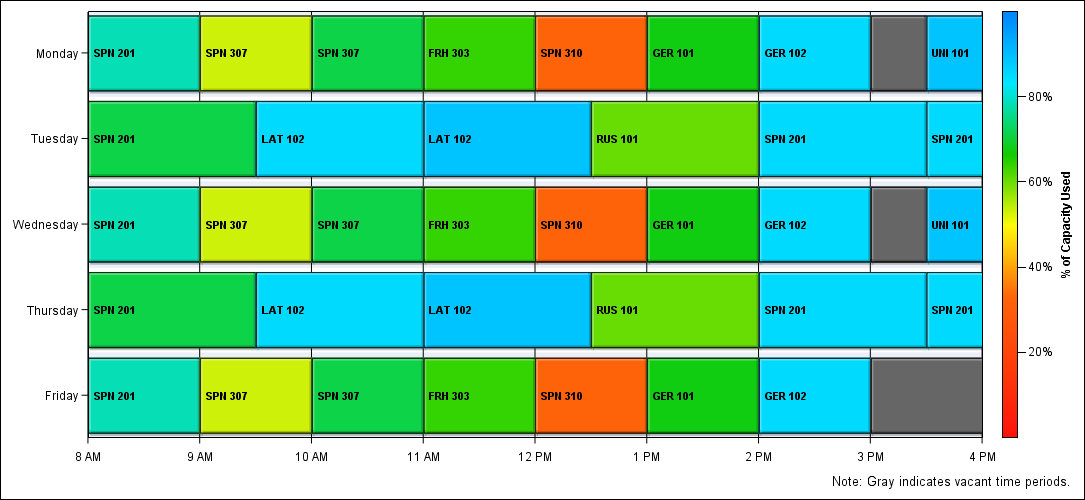 Monday SPN 201 SPN 307 SPN 307 FRH 303 SPN 310 GER 101 GER 102 UNI 101
Tuesday SPN 201 LAT 102 LAT 102 RUS 101 SPN 201 SPN 201
Wednesday SPN 201 SPN 307 SPN 307 FRH 303 SPN 310 GER 101 GER 102 UNI 101
Thursday SPN 201 LAT 102 LAT 102 RUS 101 SPN 201 SPN 201
Friday SPN 201 SPN 307 SPN 307 FRH 303 SPN 310 GER 101 GER 102
8 AM 9 AM 10 AM 11 AM 12 PM 1 PM 2 PM 3 PM 4 PM
80%
60%
40%
20%
% of Capacity Used
Note: Gray indicates vacant time periods.